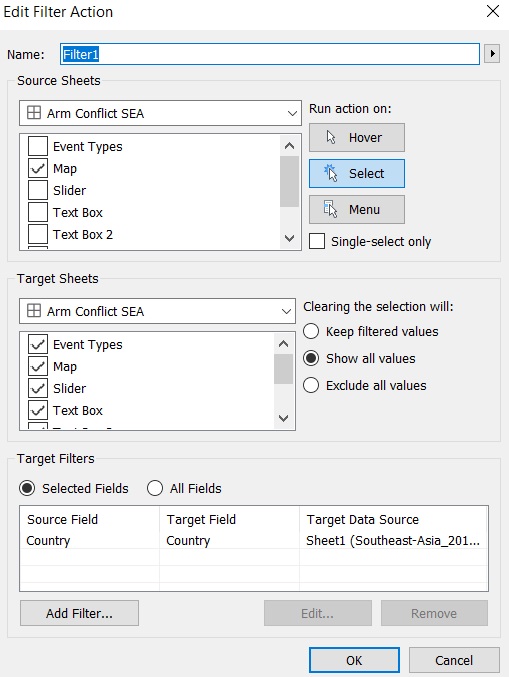 Edit Filter Action
Name: Filter1
Source Sheets
Arm Conflict SEA
Run action on:
Event Types
Map
Slider
Text Box
Text Box 2
Hover
Select
Menu
Single-select only
Target Sheets
Arm Conflict SEA
Clearing the selection will:
Event Types
Map
Slider
Text Box
Keep filtered values
Show all values
Exclude all values
Target Filters
Selected Fields All Fields
Source Field Target Field Target Data Source
Country Country Sheet1 (Southeast-Asia_201...
Add Filter... Edit... Remove
OK Cancel